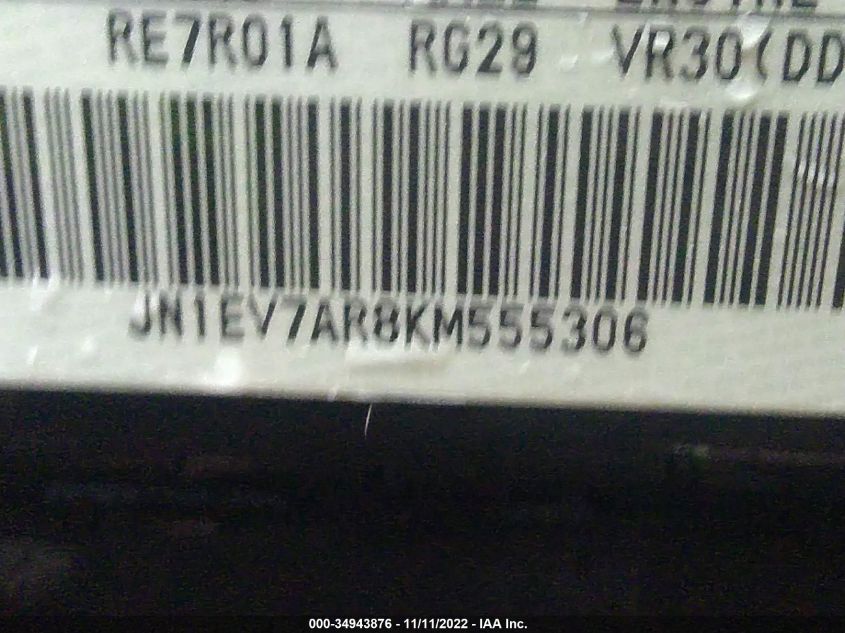 RE7R01A RG29 VR30(DD
JN1EV7AR8KM555306
000-34943876 - 11/11/2022 - IAA Inc.